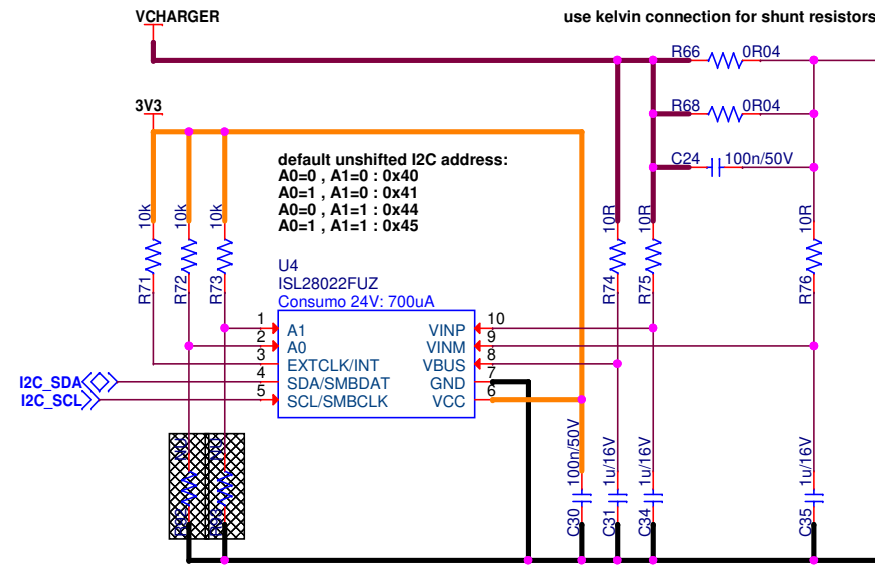 VCHARGER
use kelvin connection for shunt resistors
R66 0R04
3V3
R68 0R04
default unshifted I2C address:
A0=0 , A1=0 : 0x40
A0=1 , A1=0 : 0x41
A0=0 , A1=1 : 0x44
A0=1 , A1=1 : 0x45
C24 100n/50V
R71 10k
R72 10k
R73 10k
R74 10R
R75 10R
R76 10R
U4
ISL28022FUZ
Consumo 24V: 700uA
1 A1
2 A0
3 EXTCLK/INT
4 SDA/SMBDAT
5 SCL/SMBCLK
VINP 10
VINM 9
VBUS 8
GND 7
VCC 6
I2C_SDA
I2C_SCL
C30 100n/50V
C31 1u/16V
C34 1u/16V
C35 1u/16V